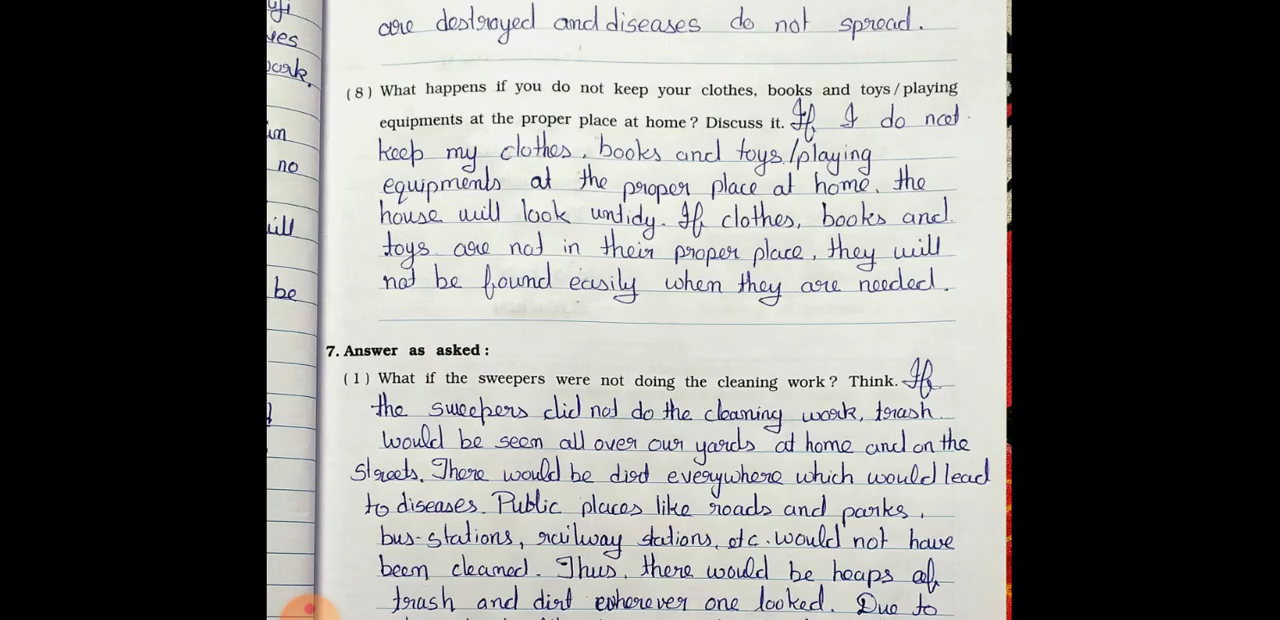 yes
work.
in
no
will
be
are destroyed and diseases do not spread.
(8) What happens if you do not keep your clothes, books and toys/playing
equipments at the proper place at home? Discuss it. If I do not
keep my clothes, books and toys/playing
equipments at the proper place at home, the
house will look untidy. If clothes, books and
toys are not in their proper place, they will
not be found easily when they are needed.
7. Answer as asked:
(1) What if the sweepers were not doing the cleaning work? Think. If
the sweepers did not do the cleaning work, trash
would be seen all over our yards at home and on the
streets. There would be dirt everywhere which would lead
to diseases. Public places like roads and parks,
bus-stations, railway stations, etc. would not have
been cleaned. Thus, there would be heaps of
trash and dirt wherever one looked. Due to